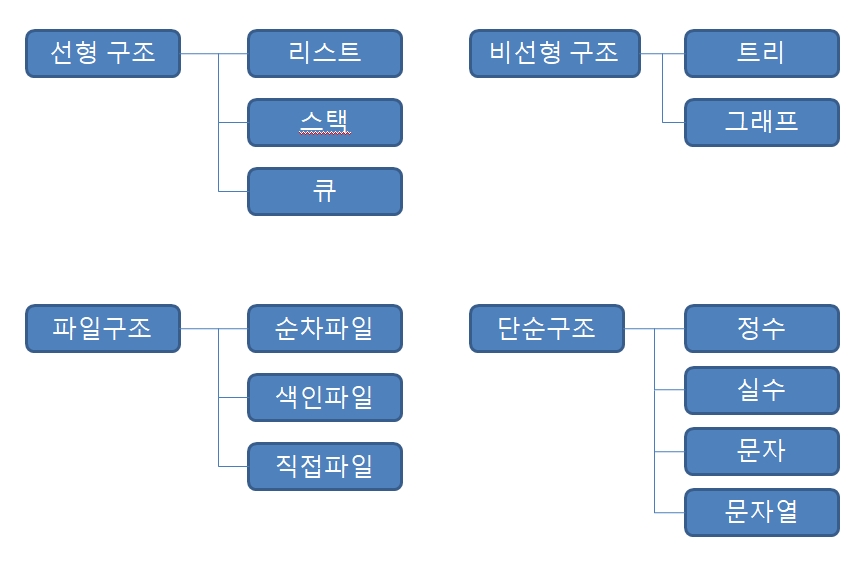 선형 구조
리스트
스택
큐
비선형 구조
트리
그래프
파일구조
순차파일
색인파일
직접파일
단순구조
정수
실수
문자
문자열